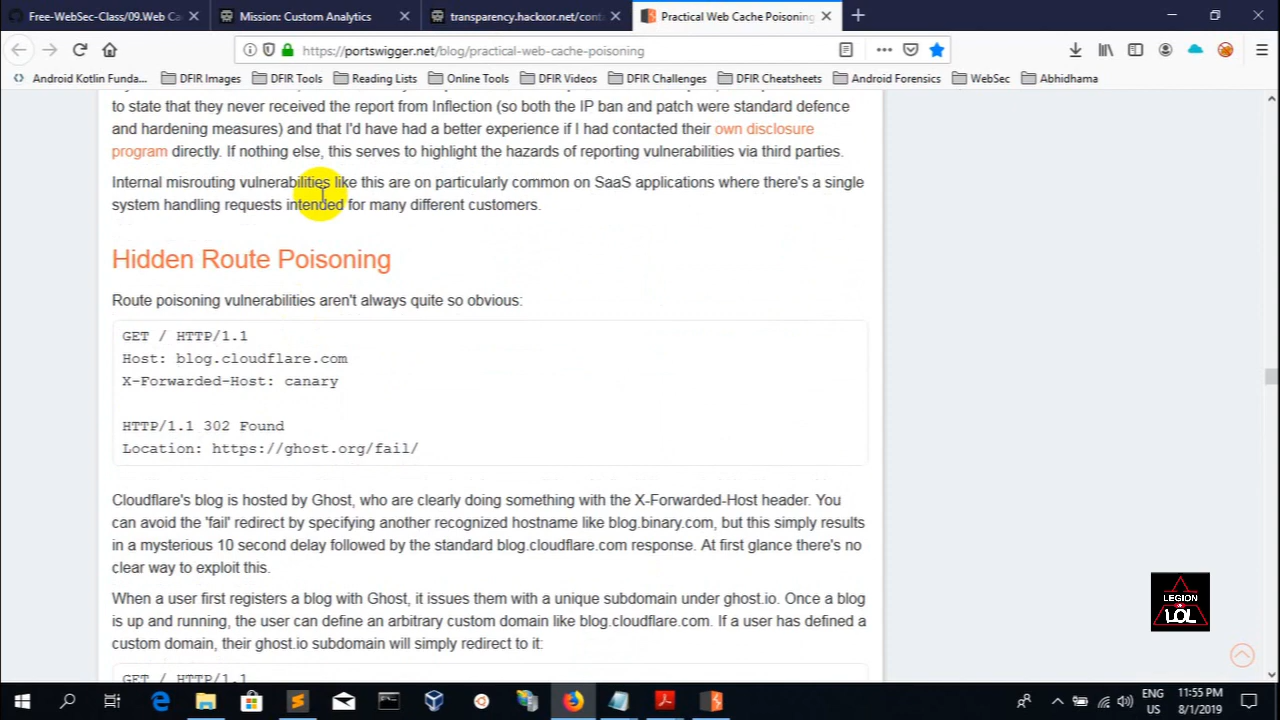 Free-WebSec-Class/09.Web Ca
Mission: Custom Analytics
transparency.hackxor.net/cont
Practical Web Cache Poisoning
https://portswigger.net/blog/practical-web-cache-poisoning
Android Kotlin Funda...
DFIR Images
DFIR Tools
Reading Lists
Online Tools
DFIR Videos
DFIR Challenges
DFIR Cheatsheets
Android Forensics
WebSec
Abhidhama
to state that they never received the report from Inflection (so both the IP ban and patch were standard defence
and hardening measures) and that I'd have had a better experience if I had contacted their own disclosure
program directly. If nothing else, this serves to highlight the hazards of reporting vulnerabilities via third parties.
Internal misrouting vulnerabilities like this are on particularly common on SaaS applications where there's a single
system handling requests intended for many different customers.
Hidden Route Poisoning
Route poisoning vulnerabilities aren't always quite so obvious:
GET / HTTP/1.1
Host: blog.cloudflare.com
X-Forwarded-Host: canary
HTTP/1.1 302 Found
Location: https://ghost.org/fail/
Cloudflare's blog is hosted by Ghost, who are clearly doing something with the X-Forwarded-Host header. You
can avoid the 'fail' redirect by specifying another recognized hostname like blog.binary.com, but this simply results
in a mysterious 10 second delay followed by the standard blog.cloudflare.com response. At first glance there's no
clear way to exploit this.
When a user first registers a blog with Ghost, it issues them with a unique subdomain under ghost.io. Once a blog
is up and running, the user can define an arbitrary custom domain like blog.cloudflare.com. If a user has defined a
custom domain, their ghost.io subdomain will simply redirect to it:
GET / HTTP/1.1
LEGION
LOL
ENG
US
11:55 PM
8/1/2019